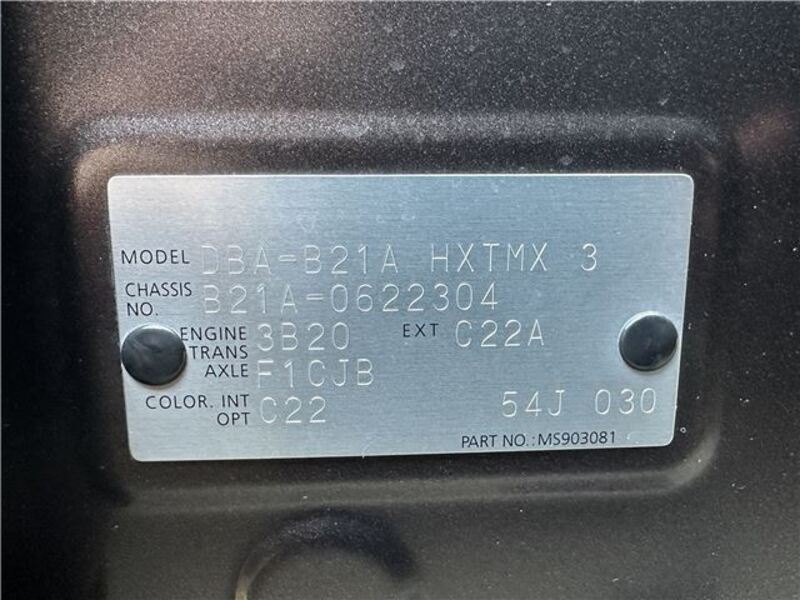 MODEL DBA-B21A HXTMX 3
CHASSIS NO. B21A-0622304
ENGINE 3B20 EXT C22A
TRANS AXLE F1CJB
COLOR. INT OPT C22 54J 030
PART NO.: MS903081